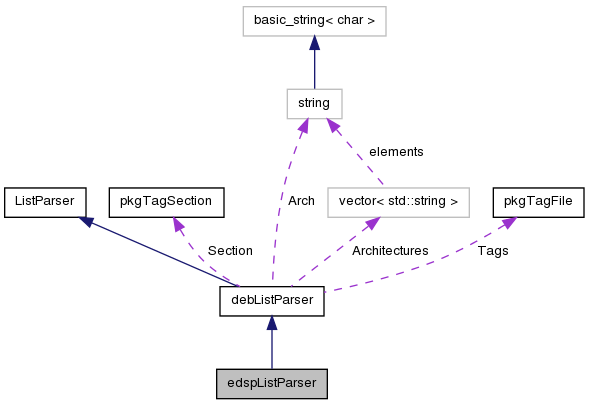 basic_string< char >
string
elements
ListParser
pkgTagSection
Arch
vector< std::string >
pkgTagFile
Section
Architectures
Tags
debListParser
edspListParser